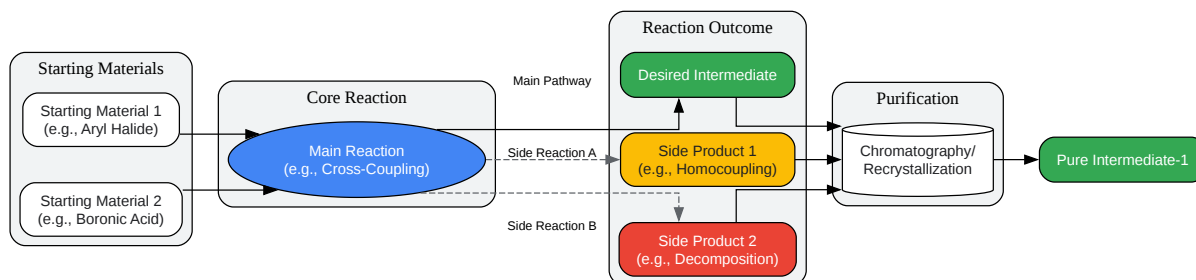 Starting Materials
Starting Material 1
(e.g., Aryl Halide)
Starting Material 2
(e.g., Boronic Acid)
Core Reaction
Main Reaction
(e.g., Cross-Coupling)
Main Pathway
Side Reaction A
Side Reaction B
Reaction Outcome
Desired Intermediate
Side Product 1
(e.g., Homocoupling)
Side Product 2
(e.g., Decomposition)
Purification
Chromatography/
Recrystallization
Pure Intermediate-1